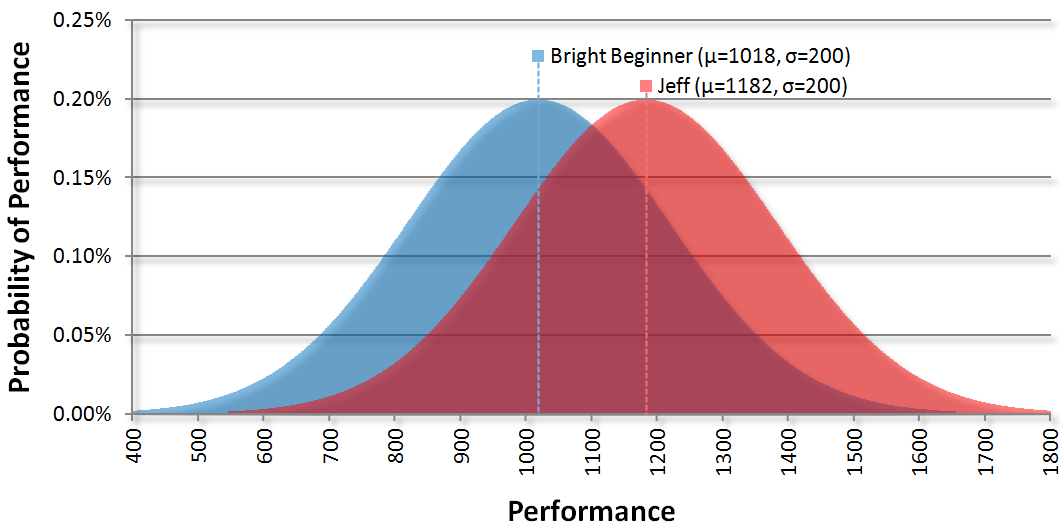 0.25%
Bright Beginner (μ=1018, σ=200)
Jeff (μ=1182, σ=200)
0.20%
0.15%
0.10%
0.05%
0.00%
Probability of Performance
400 500 600 700 800 900 1000 1100 1200 1300 1400 1500 1600 1700 1800
Performance